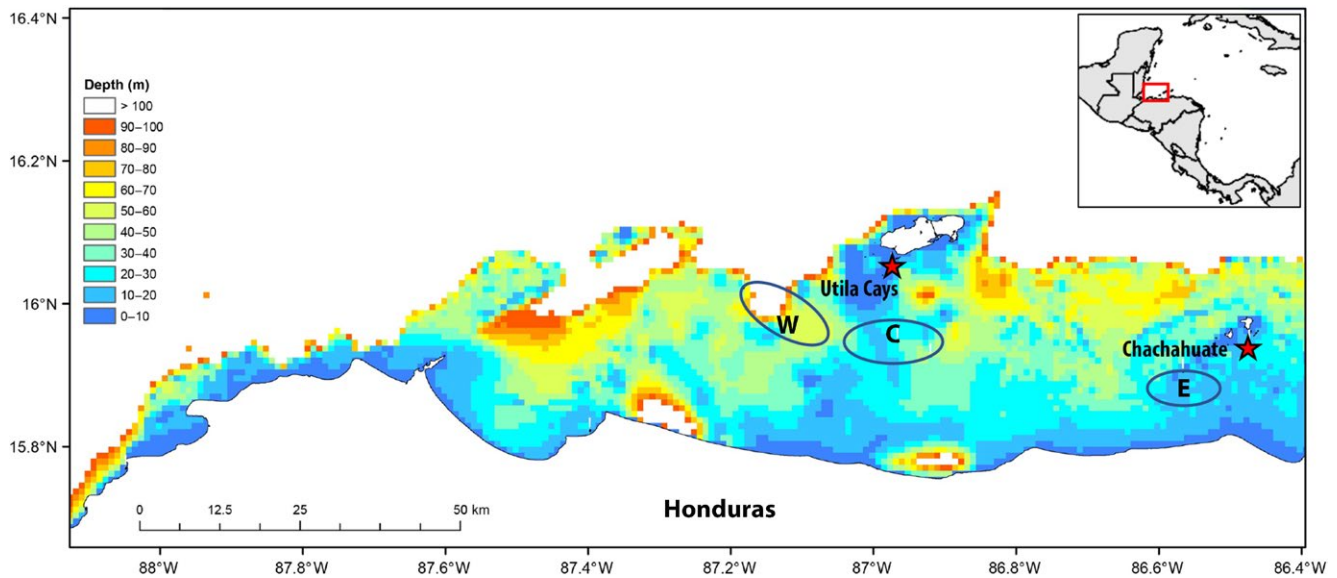 16.4°N
16.2°N
16°N
15.8°N
Depth (m)
> 100
90–100
80–90
70–80
60–70
50–60
40–50
30–40
20–30
10–20
0–10
Utila Cays
W
C
Chachahuate
E
0 12.5 25 50 km
Honduras
88°W 87.8°W 87.6°W 87.4°W 87.2°W 87°W 86.8°W 86.6°W 86.4°W